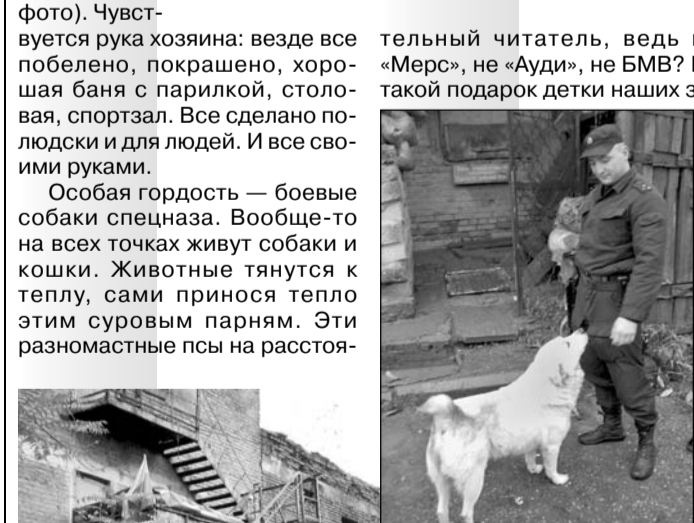 фото). Чувст-
вуется рука хозяина: везде все
побелено, покрашено, хоро-
шая баня с парилкой, столо-
вая, спортзал. Все сделано по-
людски и для людей. И все сво-
ими руками.
Особая гордость — боевые
собаки спецназа. Вообще-то
на всех точках живут собаки и
кошки. Животные тянутся к
теплу, сами принося тепло
этим суровым парням. Эти
разномастные псы на расстоя-
тельный читатель, ведь
«Мерс», не «Ауди», не БМВ?
такой подарок детки наших